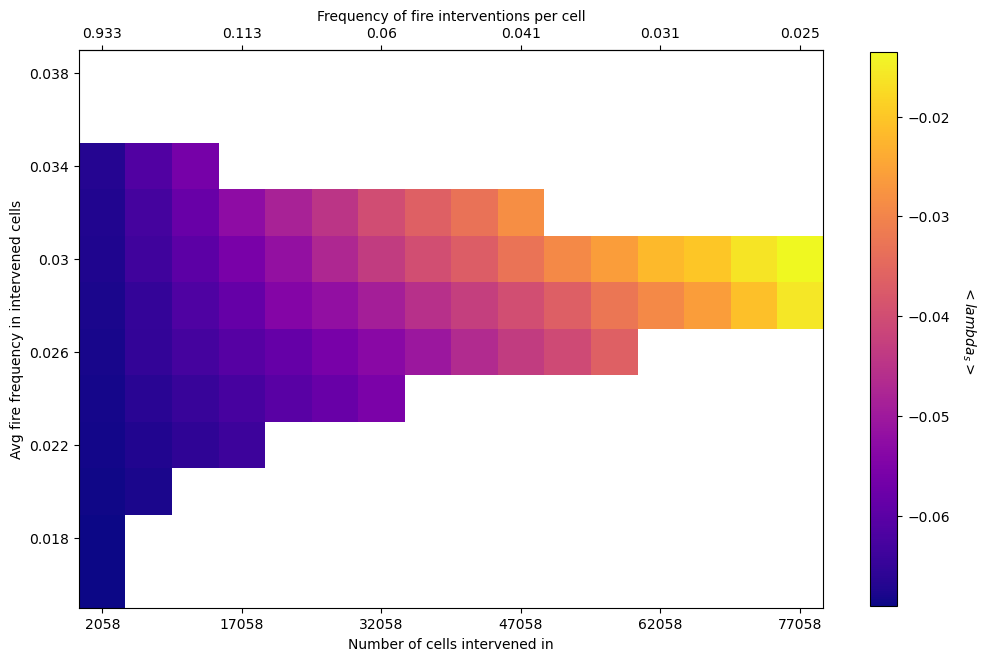 Frequency of fire interventions per cell
0.933 0.113 0.06 0.041 0.031 0.025
0.038
0.034
0.03
0.026
0.022
0.018
Avg fire frequency in intervened cells
2058 17058 32058 47058 62058 77058
Number of cells intervened in
−0.02
−0.03
−0.04
−0.05
−0.06
< lambda_s >